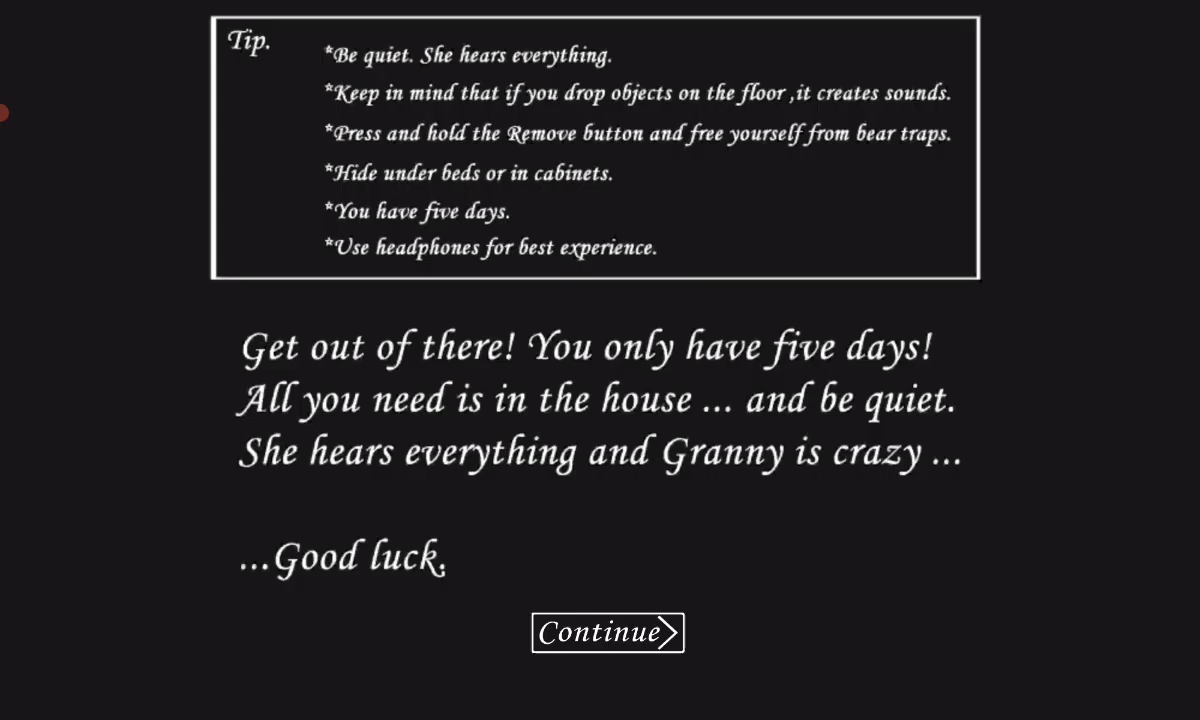 Tip.
*Be quiet. She hears everything.
*Keep in mind that if you drop objects on the floor ,it creates sounds.
*Press and hold the Remove button and free yourself from bear traps.
*Hide under beds or in cabinets.
*You have five days.
*Use headphones for best experience.
Get out of there! You only have five days!
All you need is in the house ... and be quiet.
She hears everything and Granny is crazy ...
...Good luck.
Continue